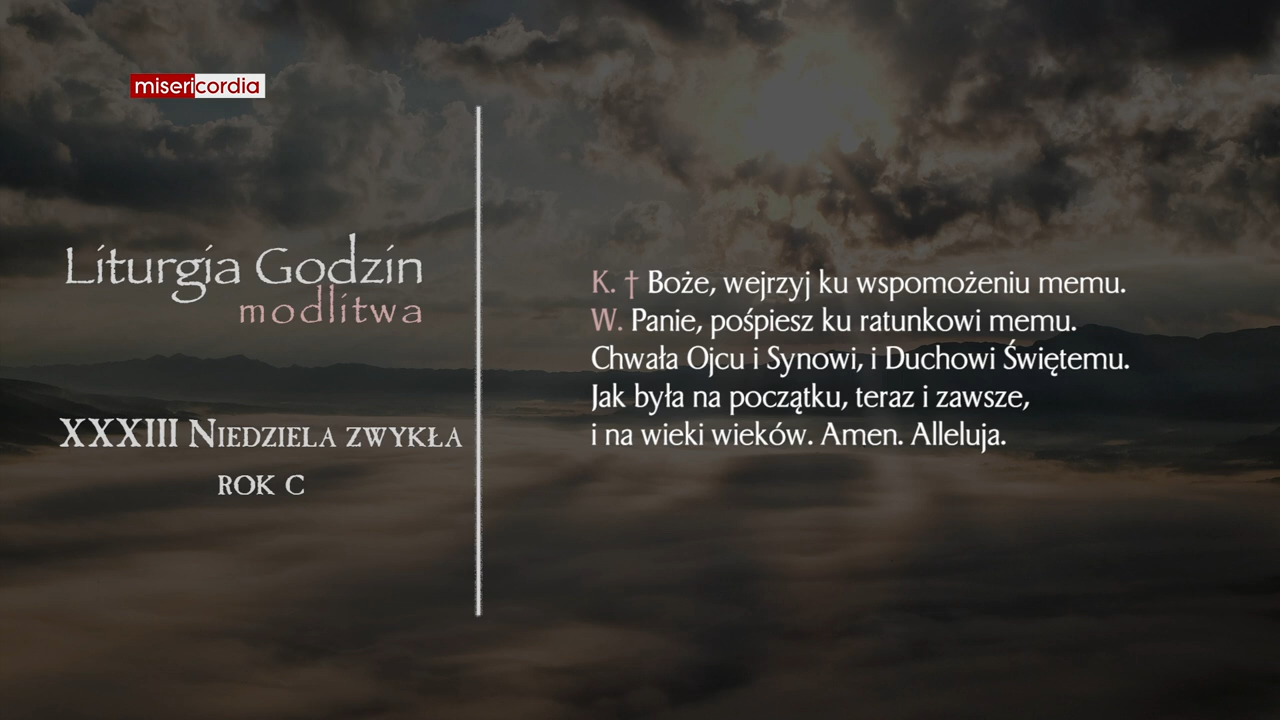 misericordia
Liturgia Godzin
modlitwa
XXXIII Niedziela zwykła
rok C
K. † Boże, wejrzyj ku wspomożeniu memu.
W. Panie, pośpiesz ku ratunkowi memu.
Chwała Ojcu i Synowi, i Duchowi Świętemu.
Jak była na początku, teraz i zawsze,
i na wieki wieków. Amen. Alleluja.